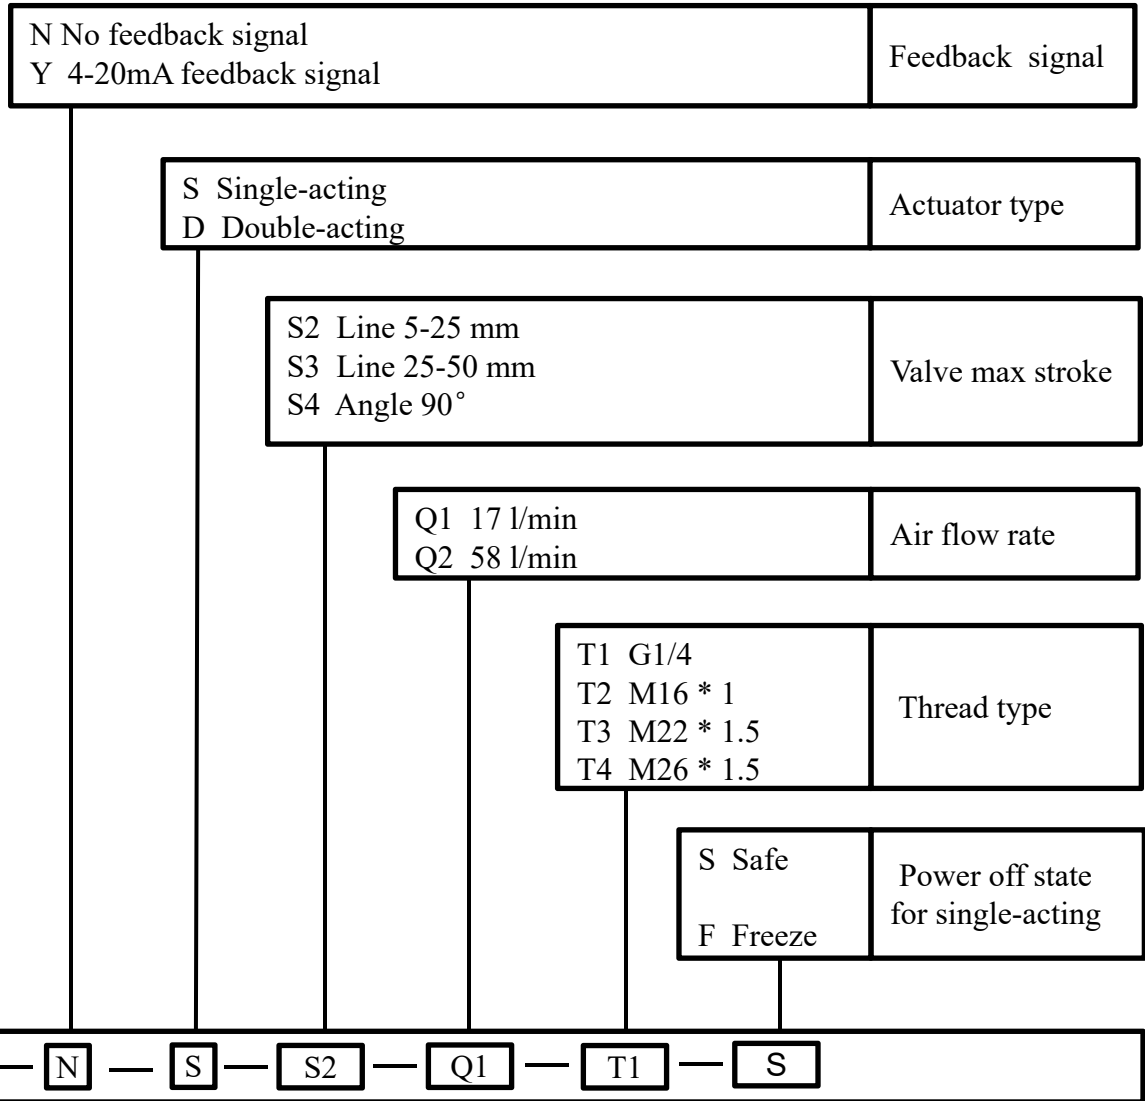 N No feedback signal
Y 4-20mA feedback signal
Feedback signal
S Single-acting
D Double-acting
Actuator type
S2 Line 5-25 mm
S3 Line 25-50 mm
S4 Angle 90°
Valve max stroke
Q1 17 l/min
Q2 58 l/min
Air flow rate
T1 G1/4
T2 M16 * 1
T3 M22 * 1.5
T4 M26 * 1.5
Thread type
S Safe
F Freeze
Power off state
for single-acting
— N — S — S2 — Q1 — T1 — S